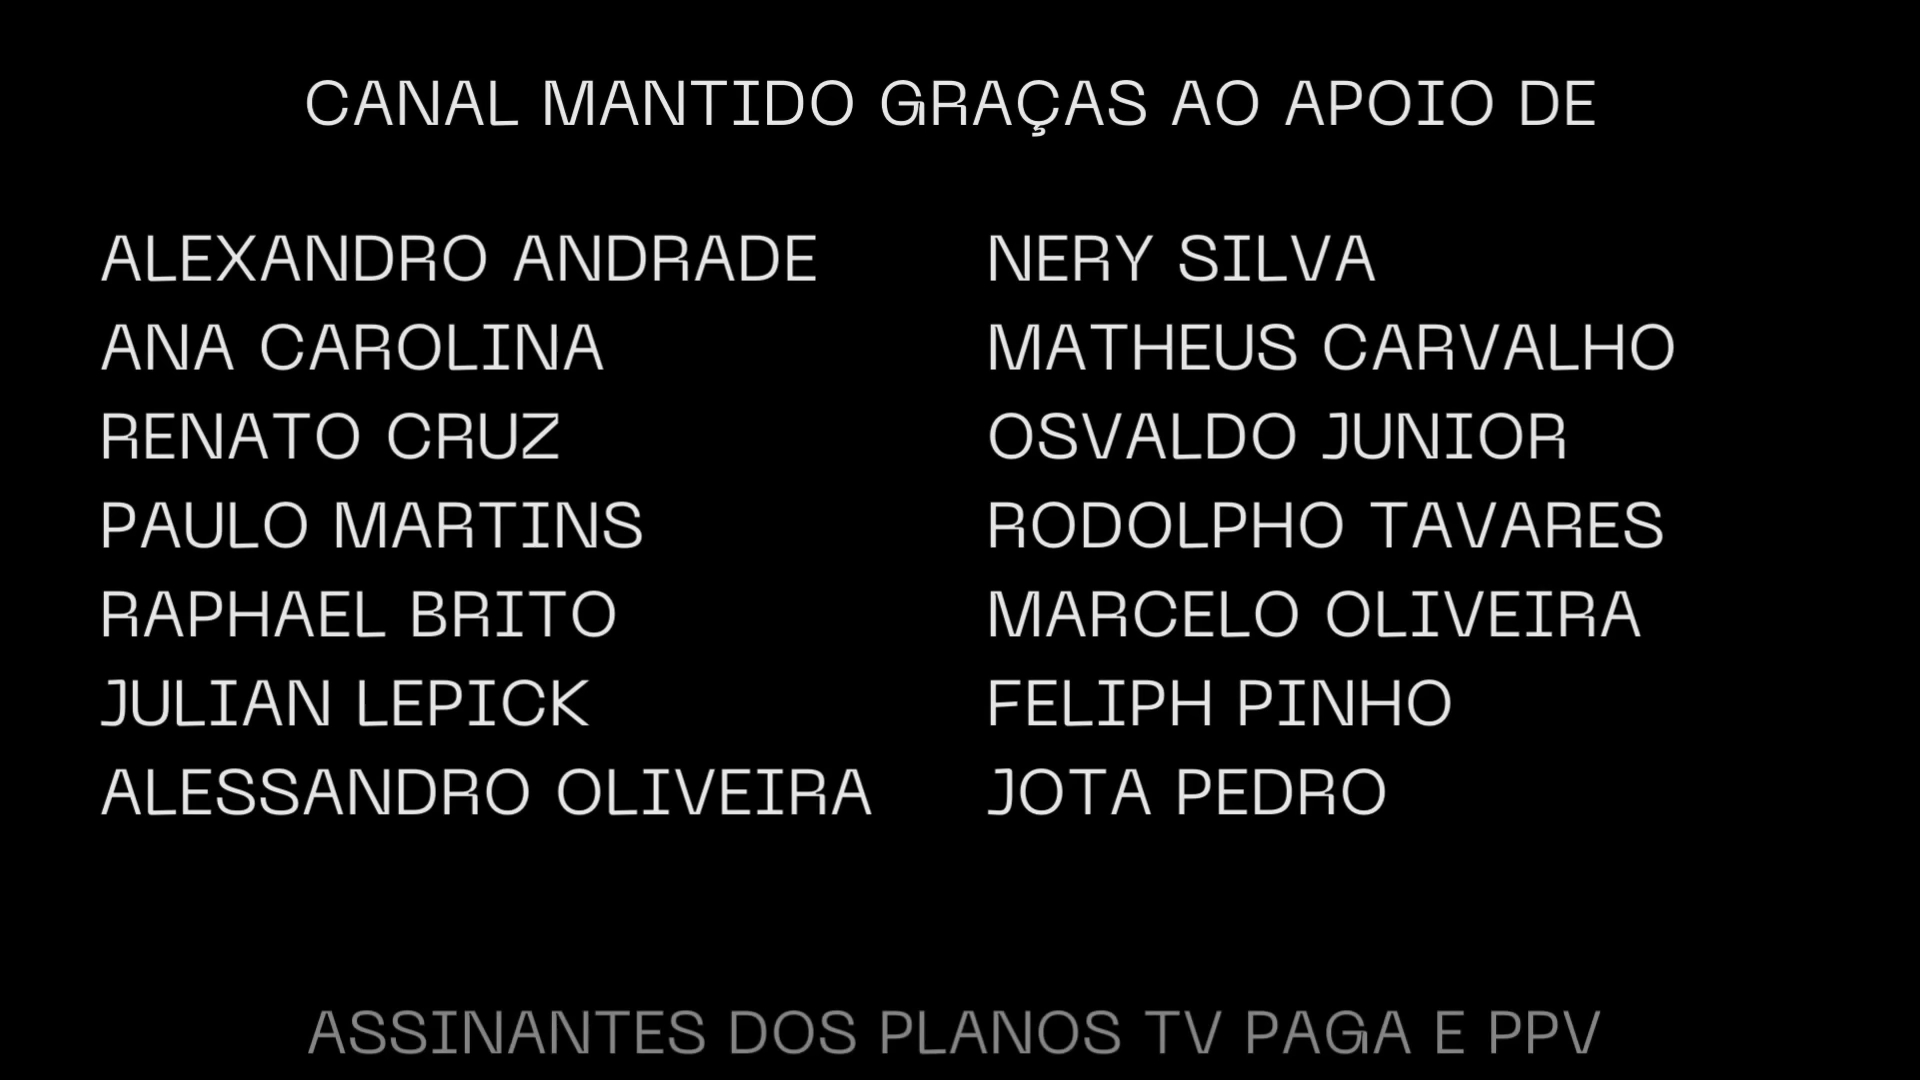 CANAL MANTIDO GRAÇAS AO APOIO DE
ALEXANDRO ANDRADE
ANA CAROLINA
RENATO CRUZ
PAULO MARTINS
RAPHAEL BRITO
JULIAN LEPICK
ALESSANDRO OLIVEIRA
NERY SILVA
MATHEUS CARVALHO
OSVALDO JUNIOR
RODOLPHO TAVARES
MARCELO OLIVEIRA
FELIPH PINHO
JOTA PEDRO
ASSINANTES DOS PLANOS TV PAGA E PPV